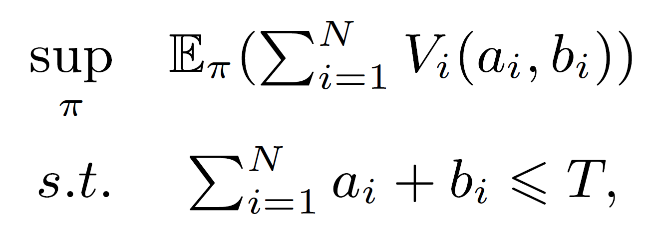 sup_π 𝔼_π(∑_{i=1}^{N} V_i(a_i, b_i))
s.t. ∑_{i=1}^{N} a_i + b_i ⩽ T,